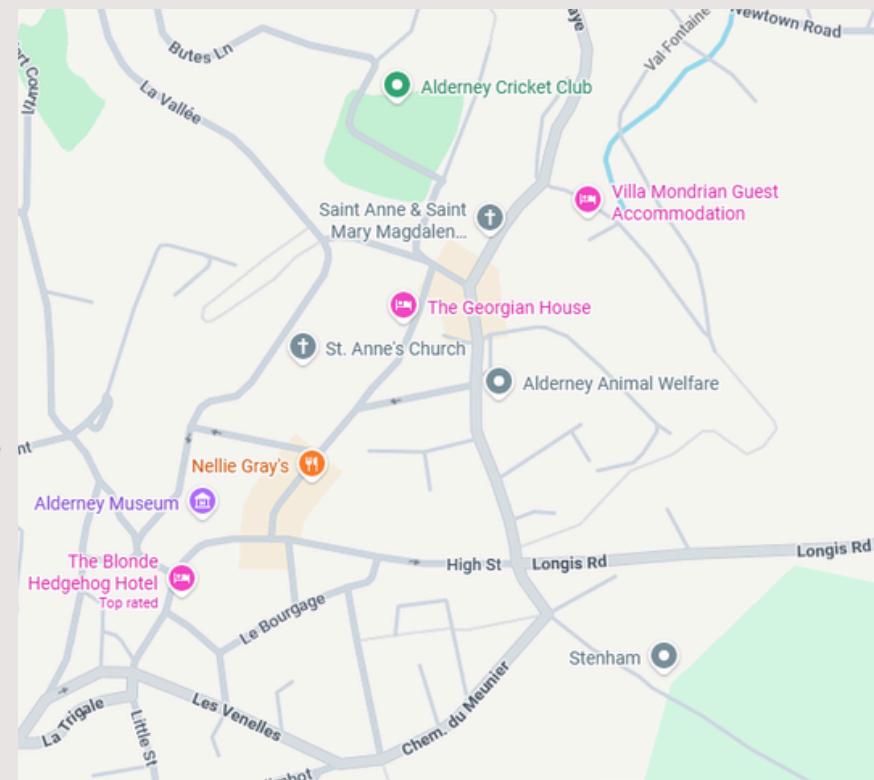 Newtown Road
Butes Ln
Val Fontaine
La Vallée
Alderney Cricket Club
Villa Mondrian Guest
Accommodation
Saint Anne & Saint
Mary Magdalen...
The Georgian House
St. Anne's Church
Alderney Animal Welfare
Nellie Gray's
Alderney Museum
The Blonde
Hedgehog Hotel
Top rated
High St
Longis Rd
Longis Rd
Le Bourgage
Stenham
La Trigale
Little St
Les Venelles
Chem. du Meunier